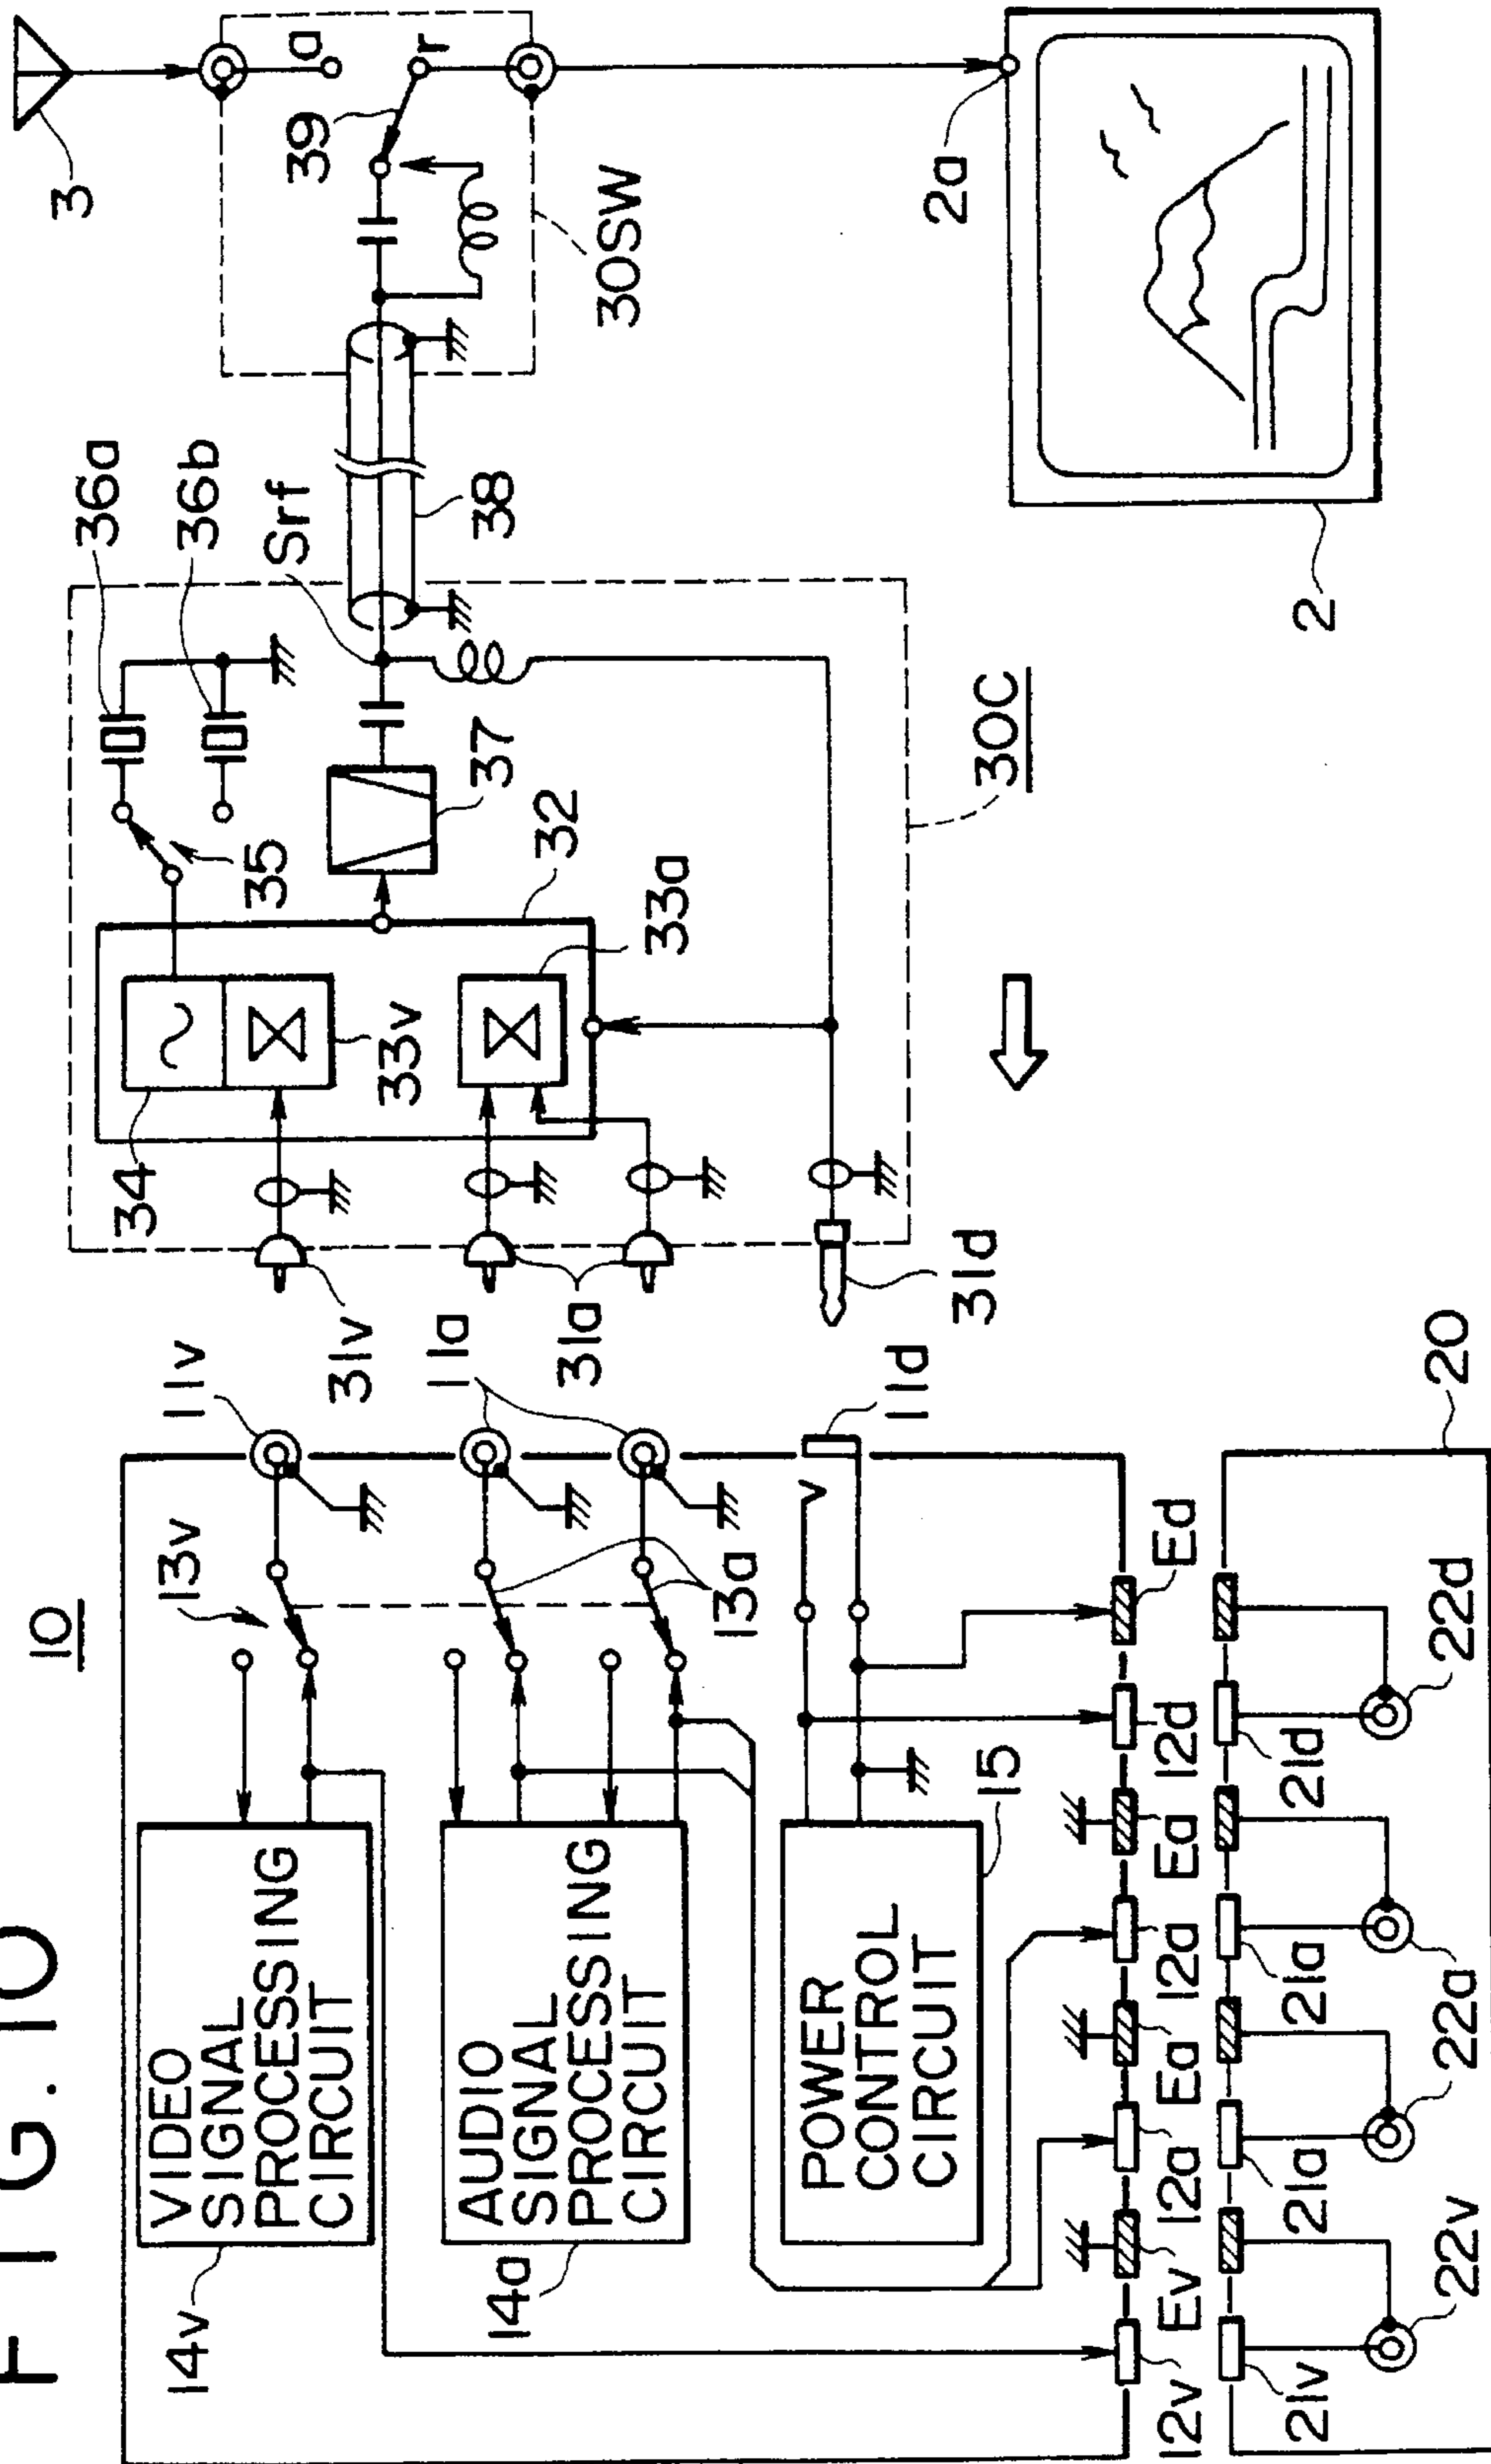 FIG.10
10
VIDEO
SIGNAL
PROCESSING
CIRCUIT
14v
AUDIO
SIGNAL
PROCESSING
CIRCUIT
14a
POWER
CONTROL
CIRCUIT
15
13v
13a
11v
11a
11d
v
12v
Ev
12a
Ea
12a
Ea
12d
Ed
20
21v
21a
21a
21d
22v
22a
22d
31v
31a
31d
34
33v
33a
32
35
36a
36b
37
Srf
38
30C
39
a
r
30SW
3
2a
2